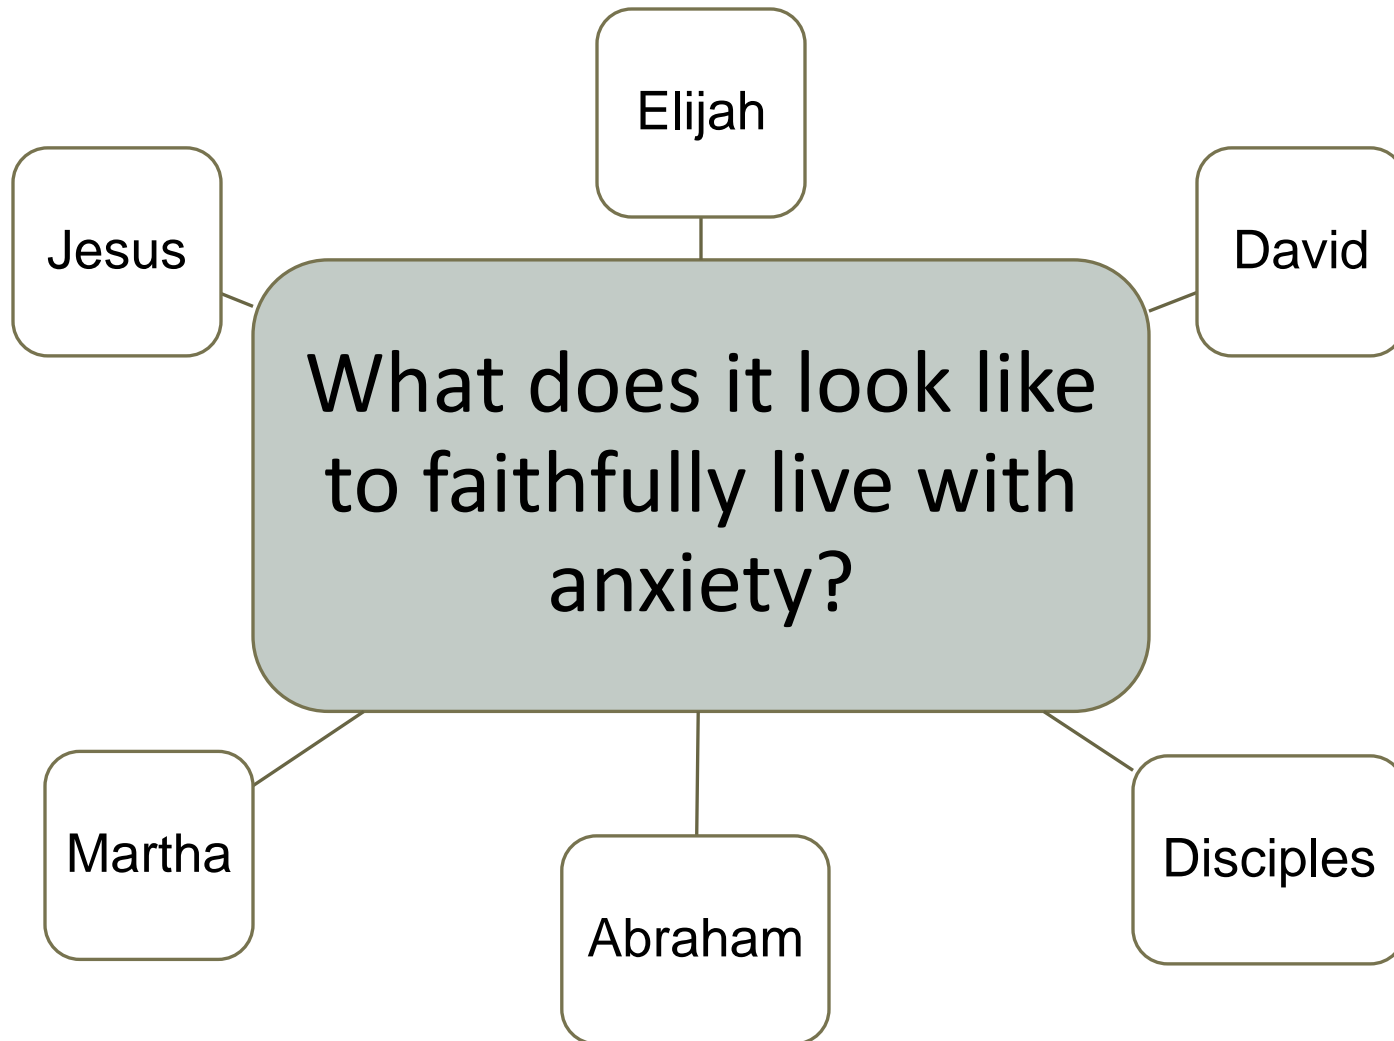 Elijah
Jesus
David
What does it look like
to faithfully live with
anxiety?
Martha
Abraham
Disciples